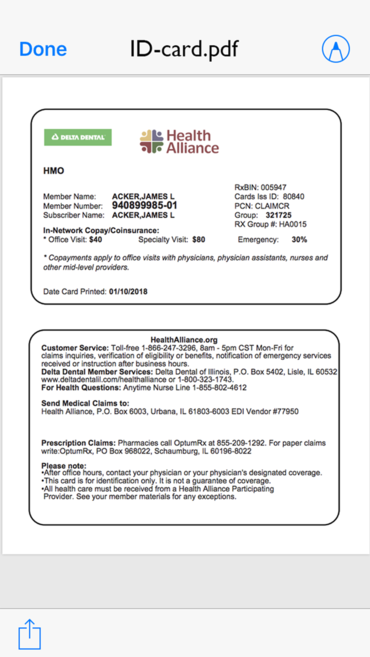 Done
ID-card.pdf
DELTA DENTAL
Health
Alliance
HMO
RxBIN: 005947
Member Name: ACKER,JAMES L
Cards Iss ID: 80840
Member Number: 940899985-01
PCN: CLAIMCR
Subscriber Name: ACKER,JAMES L
Group: 321725
RX Group #: HA0015
In-Network Copay/Coinsurance:
* Office Visit: $40 Specialty Visit: $80 Emergency: 30%
* Copayments apply to office visits with physicians, physician assistants, nurses and
other mid-level providers.
Date Card Printed: 01/10/2018
HealthAlliance.org
Customer Service: Toll-free 1-866-247-3296, 8am - 5pm CST Mon-Fri for
claims inquiries, verification of eligibility or benefits, notification of emergency services
received or instruction after business hours.
Delta Dental Member Services: Delta Dental of Illinois, P.O. Box 5402, Lisle, IL 60532
www.deltadentalil.com/healthalliance or 1-800-323-1743.
For Health Questions: Anytime Nurse Line 1-855-802-4612
Send Medical Claims to:
Health Alliance, P.O. Box 6003, Urbana, IL 61803-6003 EDI Vendor #77950
Prescription Claims: Pharmacies call OptumRx at 855-209-1292. For paper claims
write:OptumRx, PO Box 968022, Schaumburg, IL 60196-8022
Please note:
•After office hours, contact your physician or your physician's designated coverage.
•This card is for identification only. It is not a guarantee of coverage.
•All health care must be received from a Health Alliance Participating
Provider. See your member materials for any exceptions.